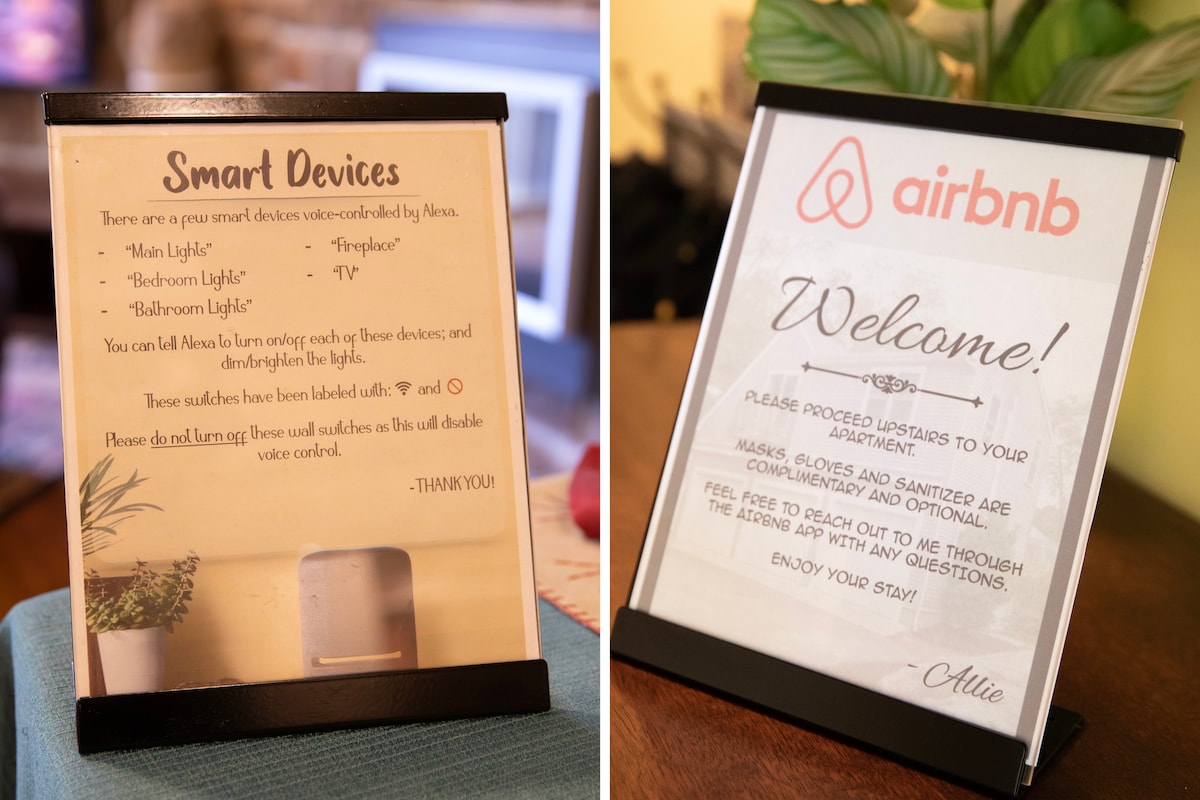 Smart Devices
There are a few smart devices voice-controlled by Alexa.
- "Main Lights"
- "Bedroom Lights"
- "Bathroom Lights"
- "Fireplace"
- "TV"
You can tell Alexa to turn on/off each of these devices; and
dim/brighten the lights.
These switches have been labeled with: and
Please do not turn off these wall switches as this will disable
voice control.
-THANKYOU!
airbnb
Welcome!
PLEASE PROCEED UPSTAIRS TO YOUR
APARTMENT.
MASKS, GLOVES AND SANITIZER ARE
COMPLIMENTARY AND OPTIONAL.
FEEL FREE TO REACH OUT TO ME THROUGH
THE AIRBNB APP WITH ANY QUESTIONS.
ENJOY YOUR STAY!
- Allie